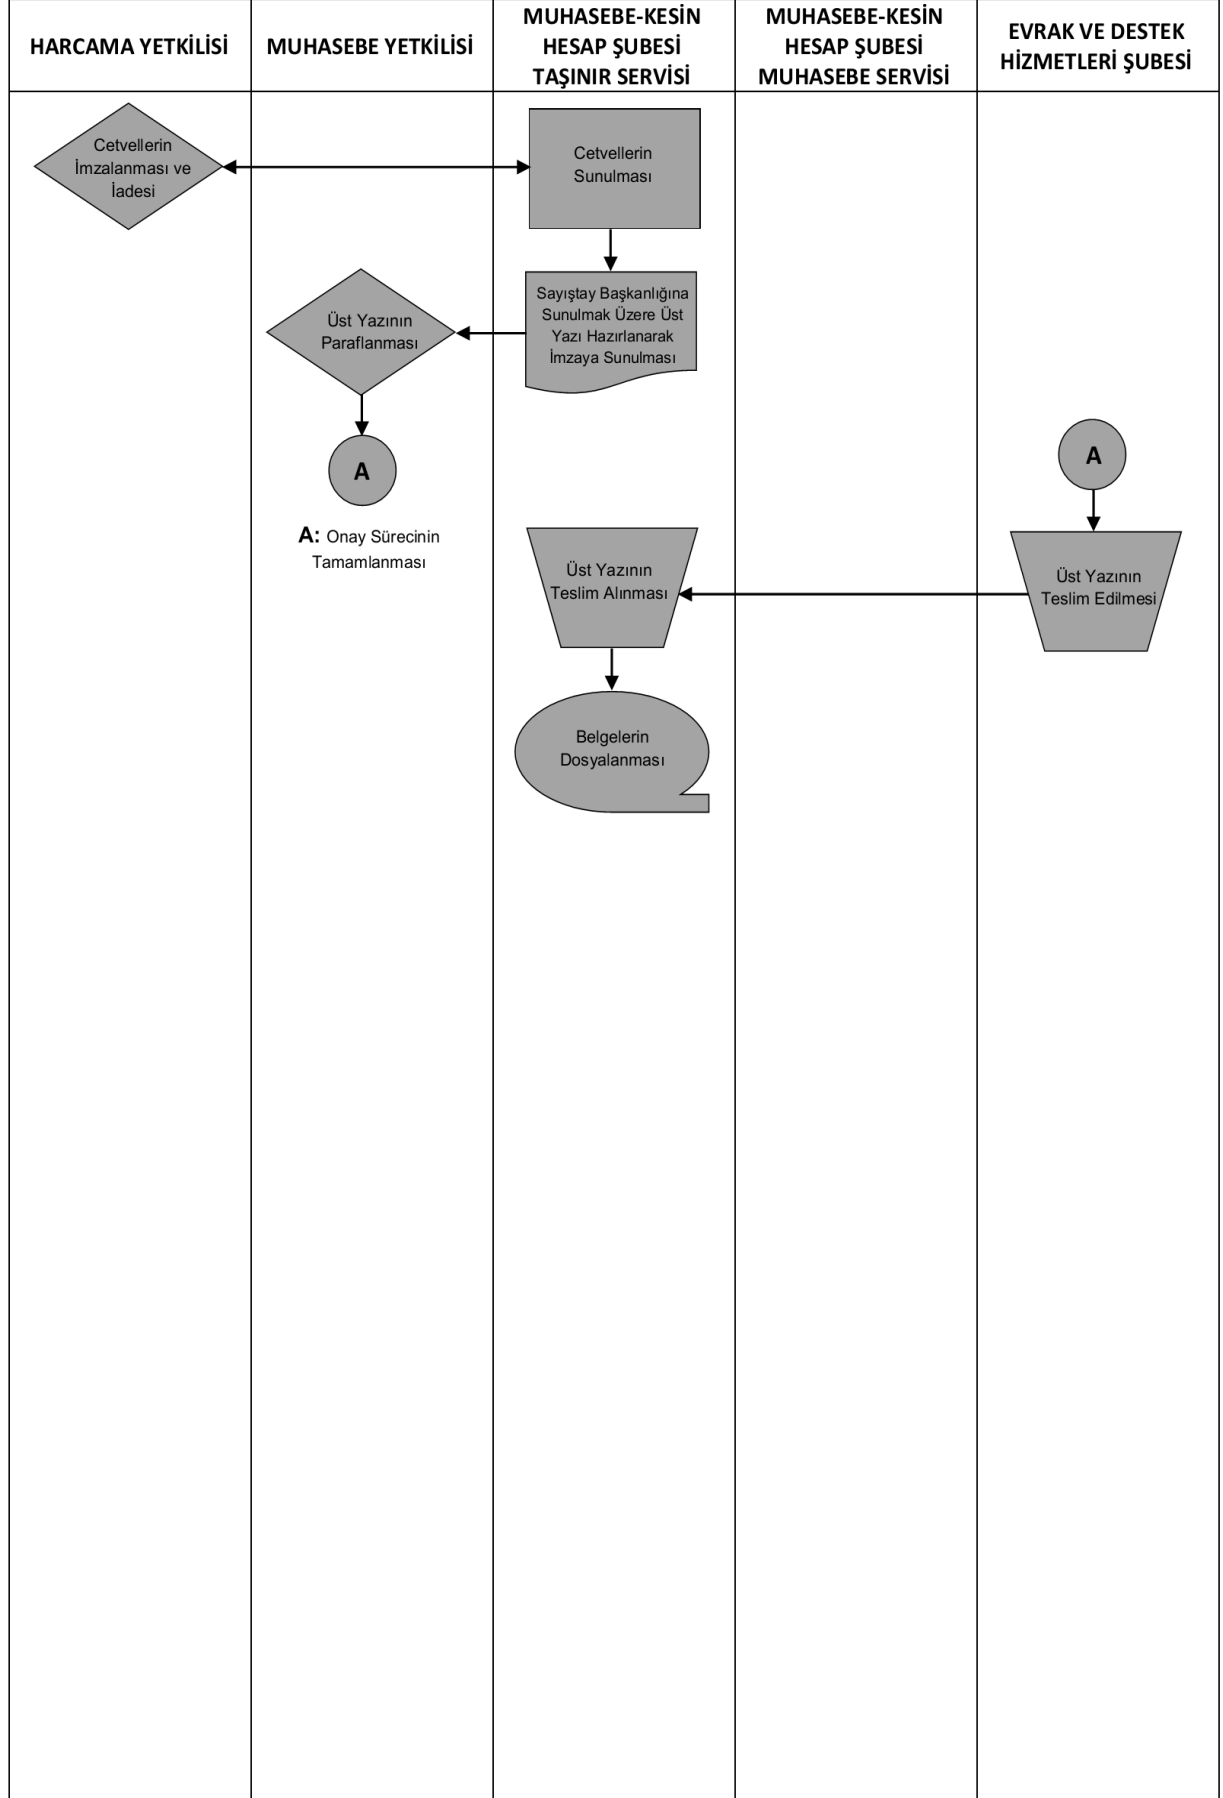 HARCAMA YETKİLİSİ
MUHASEBE YETKİLİSİ
MUHASEBE-KESİN
HESAP ŞUBESİ
TAŞINIR SERVİSİ
MUHASEBE-KESİN
HESAP ŞUBESİ
MUHASEBE SERVİSİ
EVRAK VE DESTEK
HİZMETLERİ ŞUBESİ
Cetvellerin
İmzalanması ve
İadesi
Cetvellerin
Sunulması
Üst Yazının
Paraflanması
Sayıştay Başkanlığına
Sunulmak Üzere Üst
Yazı Hazırlanarak
İmzaya Sunulması
A
A
A: Onay Sürecinin
Tamamlanması
Üst Yazının
Teslim Alınması
Üst Yazının
Teslim Edilmesi
Belgelerin
Dosyalanması